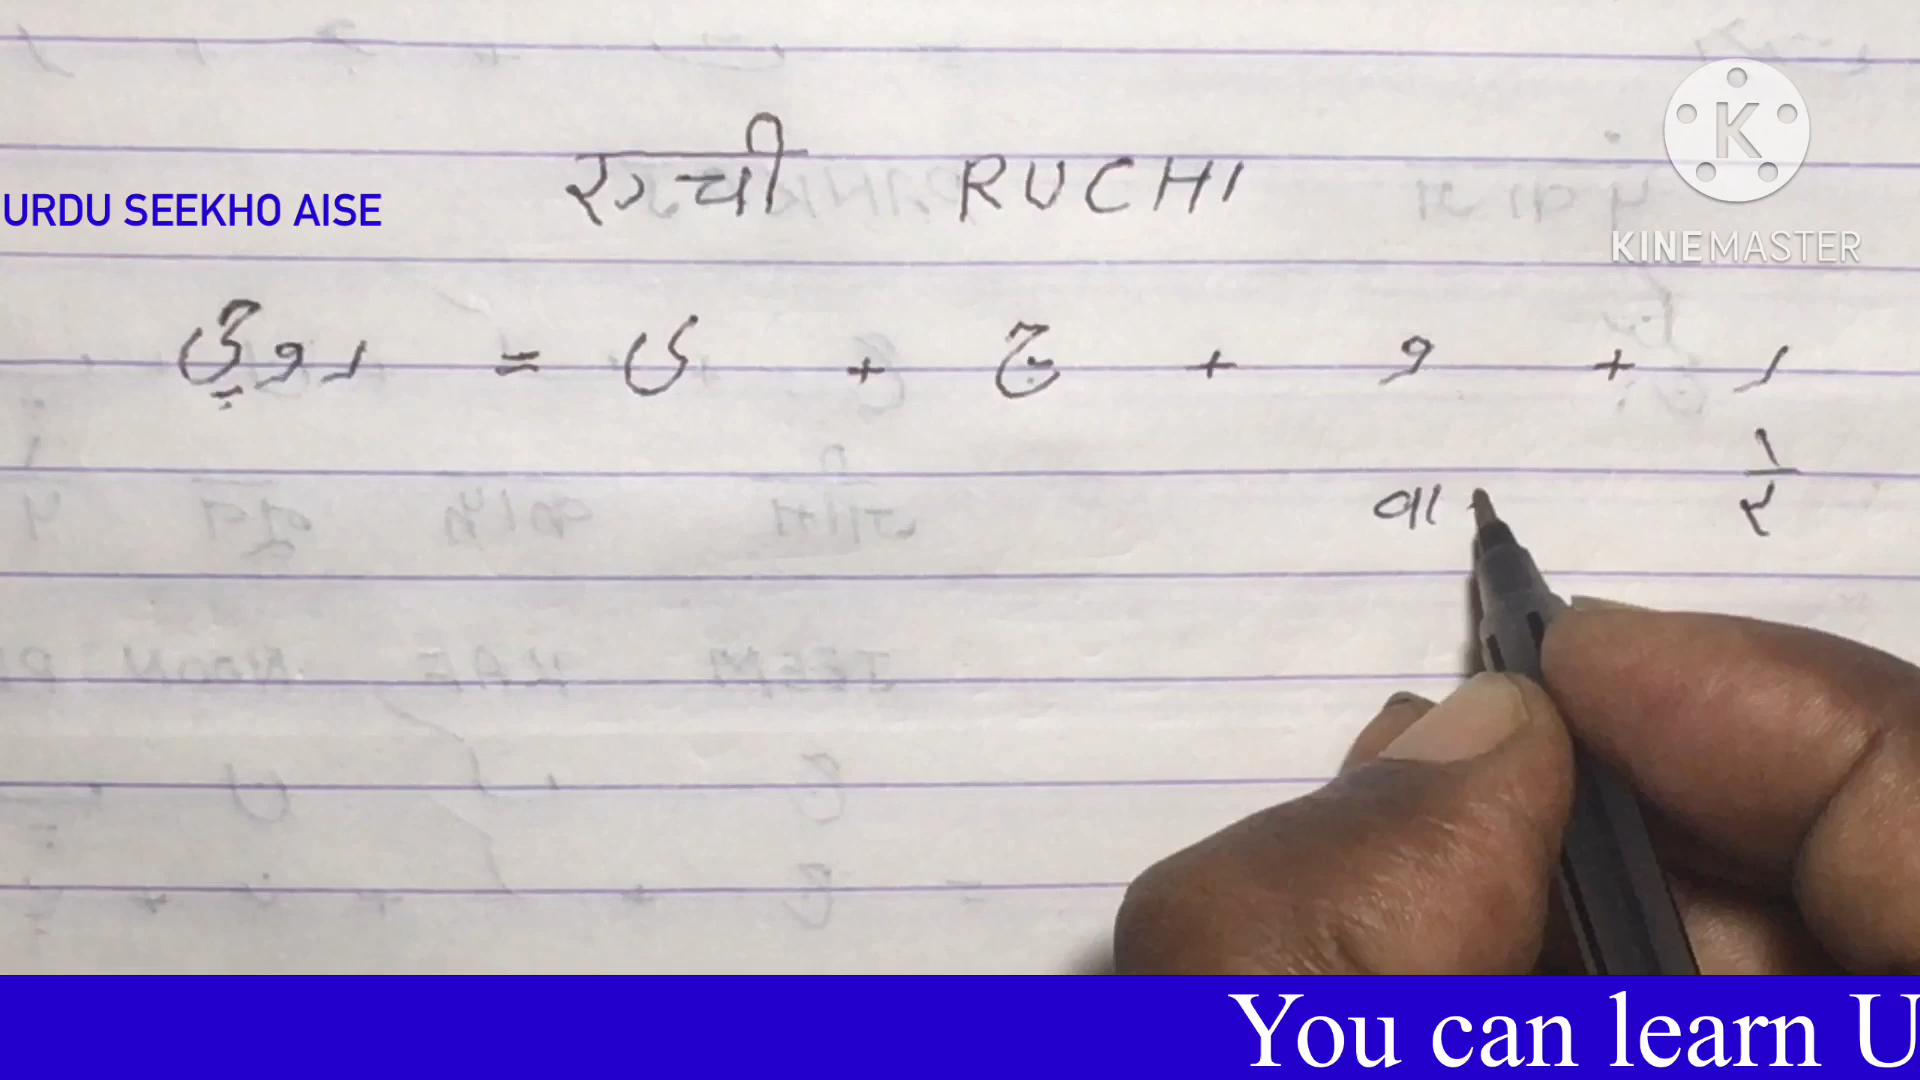 रूची RUCHI
KINEMASTER
URDU SEEKHO AISE
ر + و + چ + ی = روچی
रे
वा
You can learn U